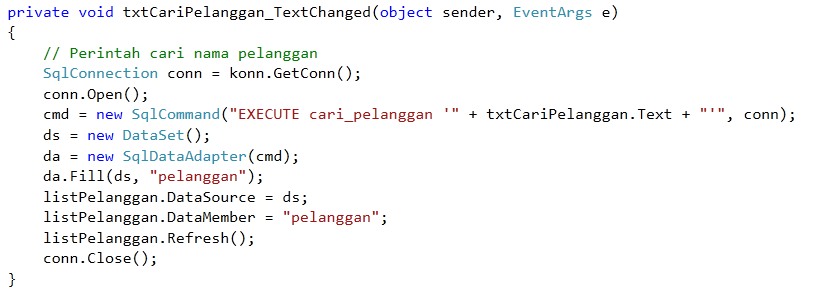 private void txtCariPelanggan_TextChanged(object sender, EventArgs e)
{
    // Perintah cari nama pelanggan
    SqlConnection conn = konn.GetConn();
    conn.Open();
    cmd = new SqlCommand("EXECUTE cari_pelanggan '" + txtCariPelanggan.Text + "'", conn);
    ds = new DataSet();
    da = new SqlDataAdapter(cmd);
    da.Fill(ds, "pelanggan");
    listPelanggan.DataSource = ds;
    listPelanggan.DataMember = "pelanggan";
    listPelanggan.Refresh();
    conn.Close();
}